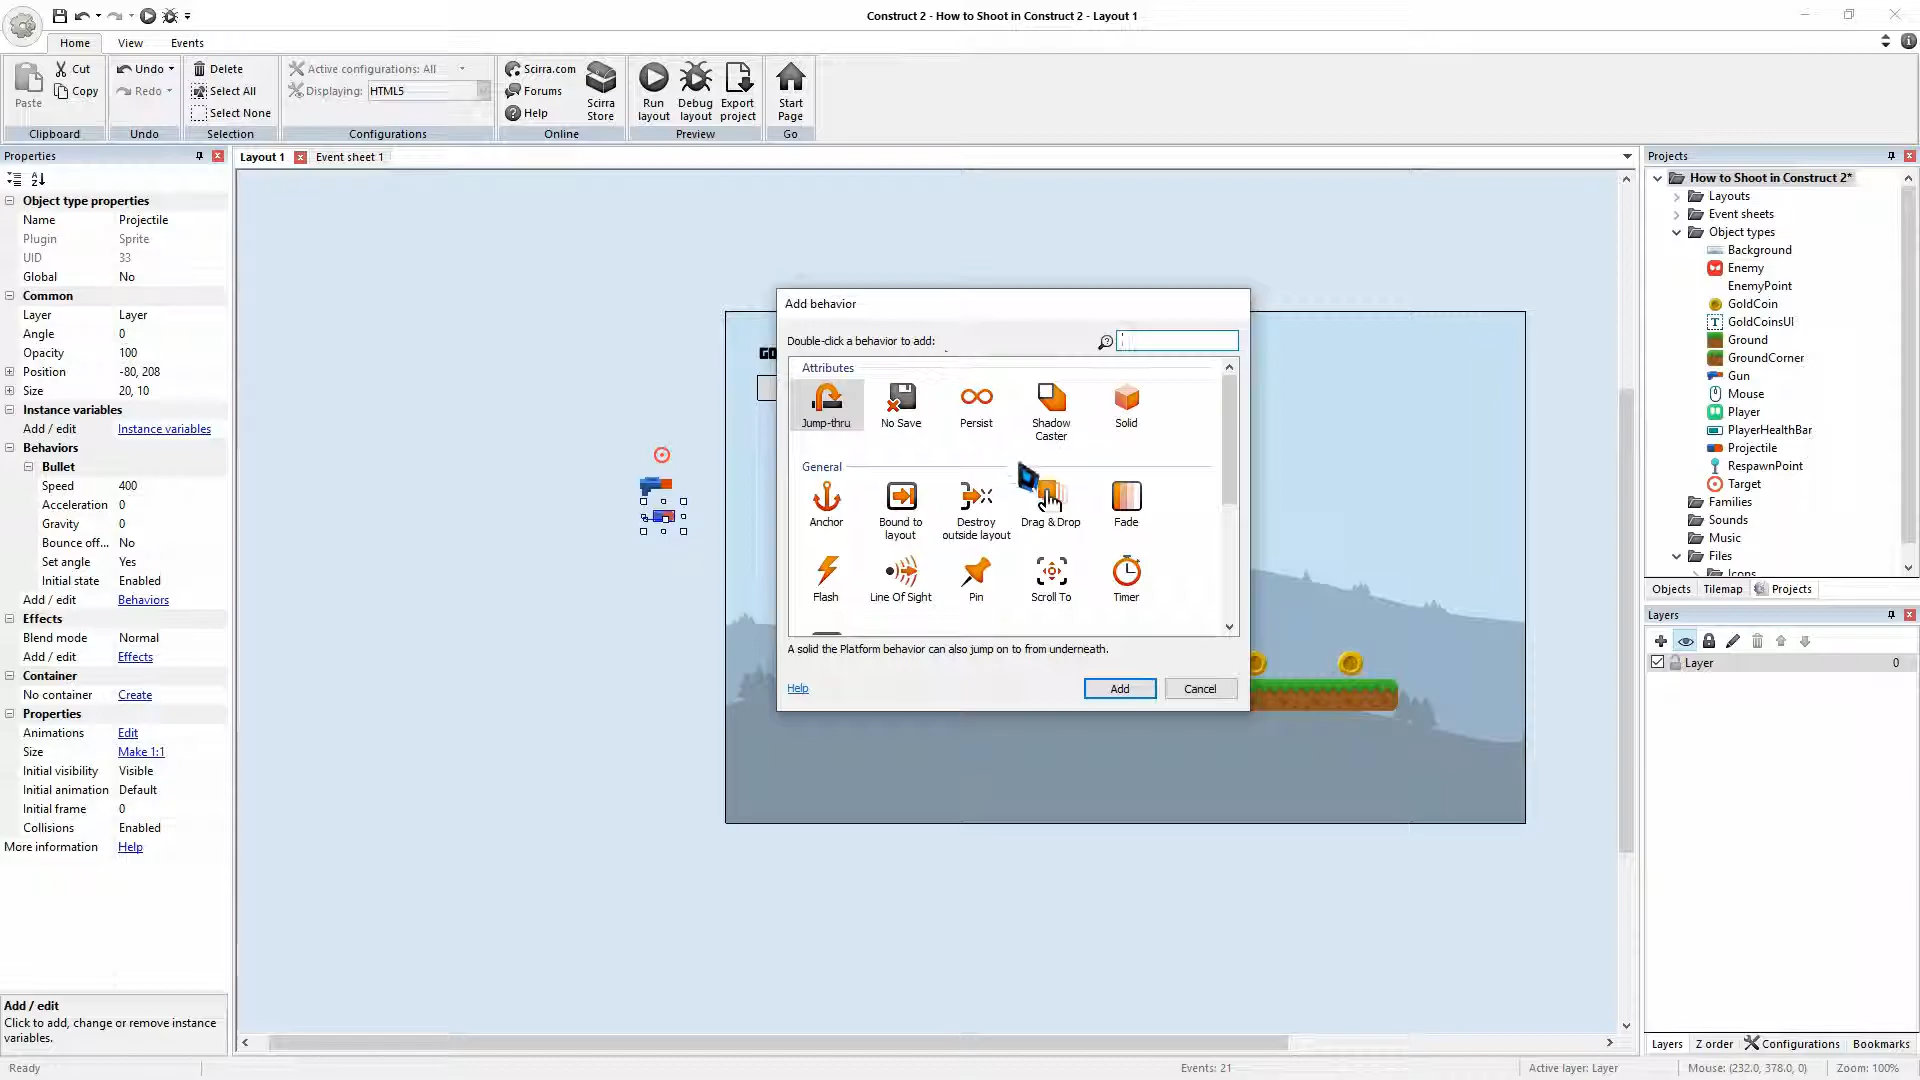 Construct 2 - How to Shoot in Construct 2 - Layout 1
Home View Events
Paste
Cut
Copy
Clipboard
Undo
Redo
Undo
Delete
Select All
Select None
Selection
Active configurations: All
Displaying: HTML5
Configurations
Scirra.com
Forums
Help
Scirra Store
Online
Run layout
Debug layout
Export project
Preview
Start Page
Go
Properties
Object type properties
Name Projectile
Plugin Sprite
UID 33
Global No
Common
Layer Layer
Angle 0
Opacity 100
Position -80, 208
Size 20, 10
Instance variables
Add / edit Instance variables
Behaviors
Bullet
Speed 400
Acceleration 0
Gravity 0
Bounce off... No
Set angle Yes
Initial state Enabled
Add / edit Behaviors
Effects
Blend mode Normal
Add / edit Effects
Container
No container Create
Properties
Animations Edit
Size Make 1:1
Initial visibility Visible
Initial animation Default
Initial frame 0
Collisions Enabled
More information Help
Add / edit
Click to add, change or remove instance
variables.
Layout 1 Event sheet 1
GO
Add behavior
Double-click a behavior to add:
Attributes
Jump-thru No Save Persist Shadow Caster Solid
General
Anchor Bound to layout Destroy outside layout Drag & Drop Fade
Flash Line Of Sight Pin Scroll To Timer
A solid the Platform behavior can also jump on to from underneath.
Help Add Cancel
Projects
How to Shoot in Construct 2*
Layouts
Event sheets
Object types
Background
Enemy
EnemyPoint
GoldCoin
GoldCoinsUI
Ground
GroundCorner
Gun
Mouse
Player
PlayerHealthBar
Projectile
RespawnPoint
Target
Families
Sounds
Music
Files
Icons
Objects Tilemap Projects
Layers
Layer 0
Layers Z order Configurations Bookmarks
Ready Events: 21 Active layer: Layer Mouse: (232.0, 378.0, 0) Zoom: 100%